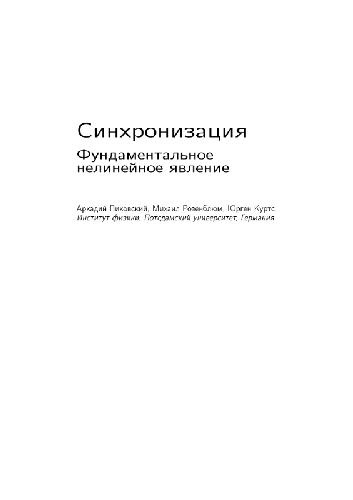 Синхронизация
Фундаментальное
нелинейное явление
Аркадий Пиковский, Михаил Розенблюм, Юрген Куртс
Институт физики, Потсдамский университет, Германия